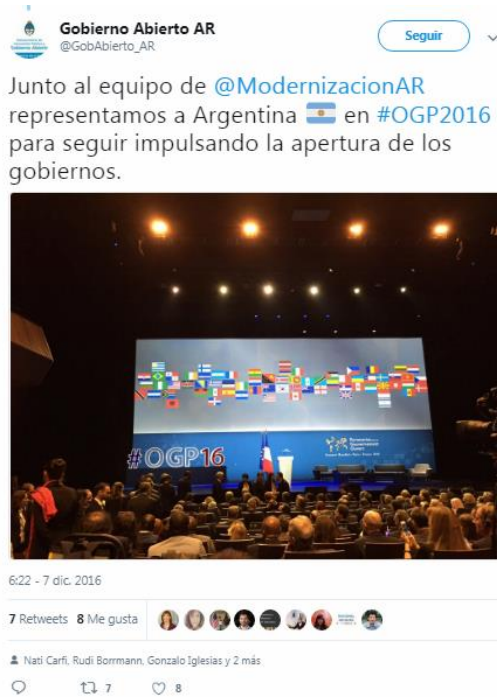 Gobierno Abierto AR
@GobAbierto_AR
Seguir
Junto al equipo de @ModernizacionAR
representamos a Argentina en #OGP2016
para seguir impulsando la apertura de los
gobiernos.
#OGP16
6:22 - 7 dic. 2016
7 Retweets 8 Me gusta
Nati Carfi, Rudi Borrmann, Gonzalo Iglesias y 2 más
7
8